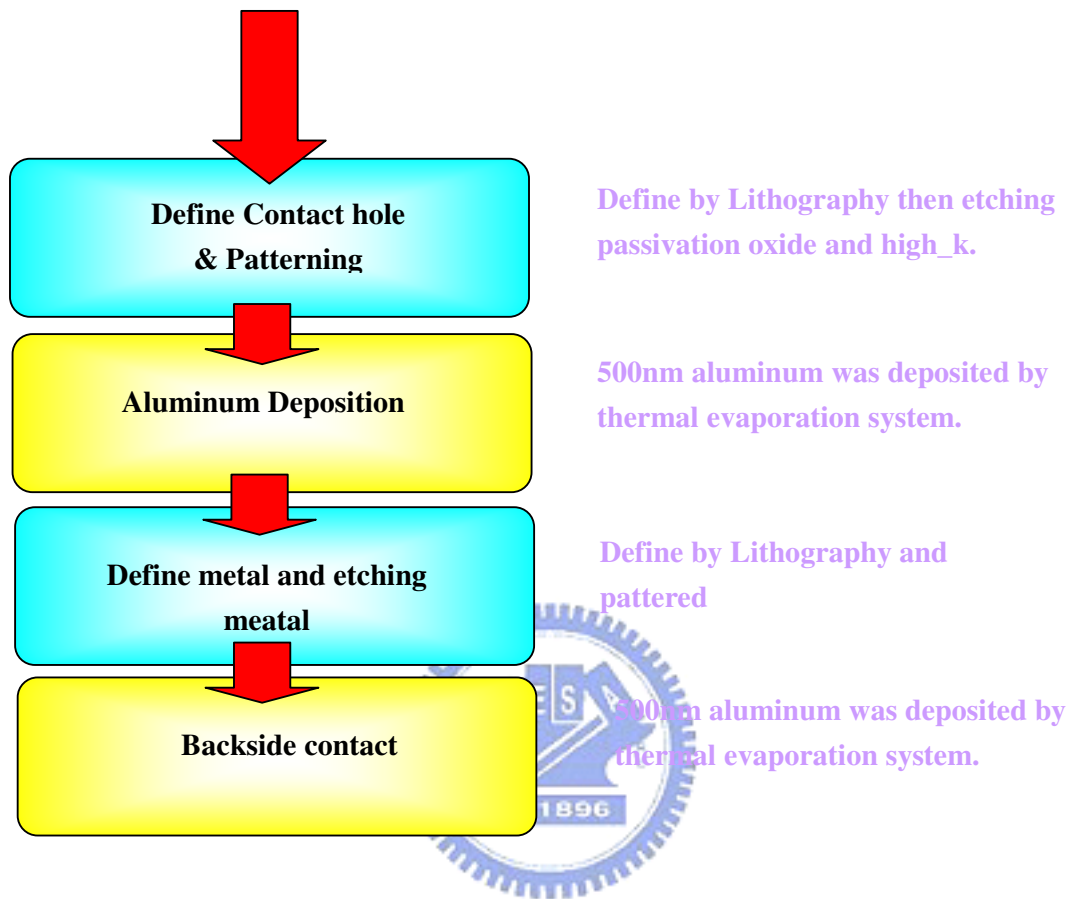 Define Contact hole
& Patterning
Define by Lithography then etching
passivation oxide and high_k.
Aluminum Deposition
500nm aluminum was deposited by
thermal evaporation system.
Define metal and etching
meatal
Define by Lithography and
pattered
Backside contact
500nm aluminum was deposited by
thermal evaporation system.
E S A
1896